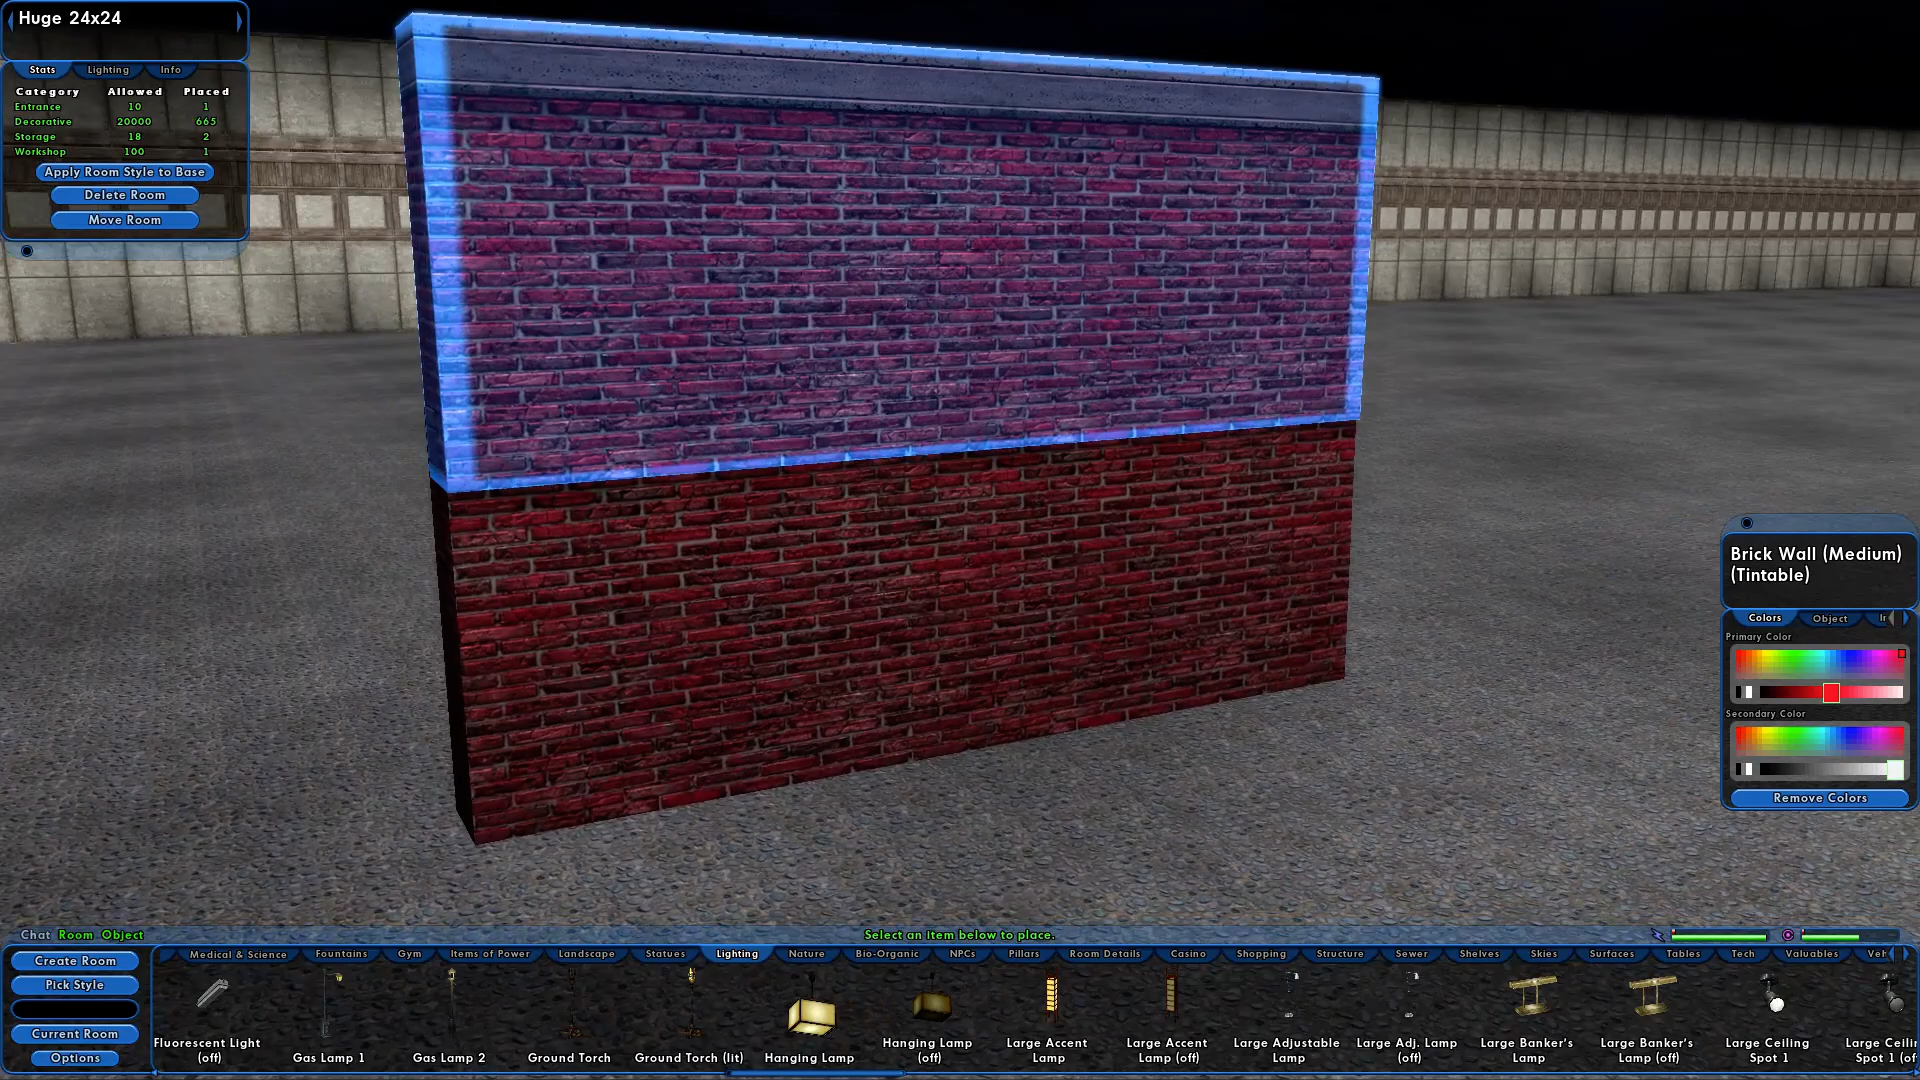 Huge 24x24
Stats Lighting Info
Category Allowed Placed
Entrance 10 1
Decorative 20000 665
Storage 18 2
Workshop 100 1
Apply Room Style to Base
Delete Room
Move Room
Brick Wall (Medium)
(Tintable)
Colors Object
Primary Color
Secondary Color
Remove Colors
Chat Room Object
Select an item below to place.
Medical & Science Fountains Gym Items of Power Landscape Statues Lighting Nature Bio-Organic NPCs Pillars Room Details Casino Shopping Structure Sewer Shelves Skies Surfaces Tables Tech Valuables Veh
Create Room
Pick Style
Current Room
Options
Fluorescent Light
(off)
Gas Lamp 1
Gas Lamp 2
Ground Torch
Ground Torch (lit)
Hanging Lamp
Hanging Lamp
(off)
Large Accent
Lamp
Large Accent
Lamp (off)
Large Adjustable
Lamp
Large Adj. Lamp
(off)
Large Banker's
Lamp
Large Banker's
Lamp (off)
Large Ceiling
Spot 1
Large Ceilin
Spot 1 (of